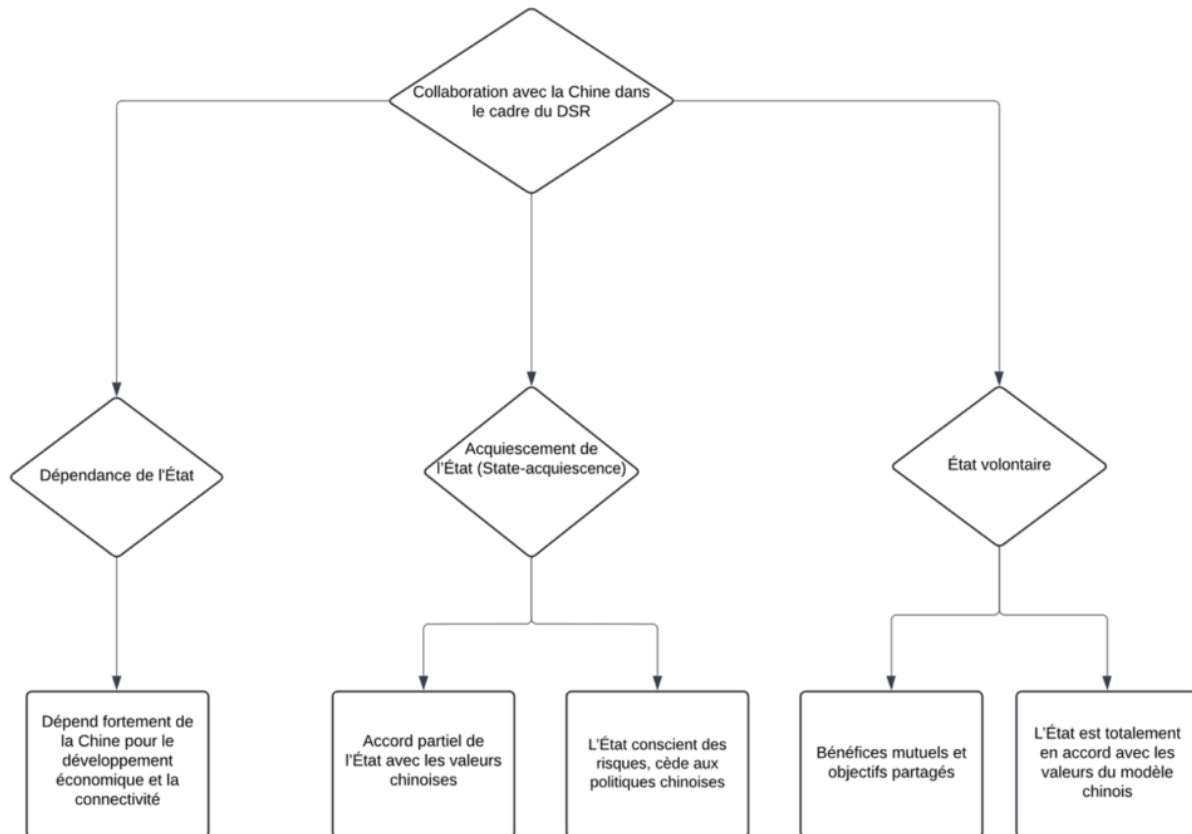 Collaboration avec la Chine dans
le cadre du DSR
Dépendance de l'État
Acquiescement de
l'État (State-acquiescence)
État volontaire
Dépend fortement de
la Chine pour le
développement
économique et la
connectivité
Accord partiel de
l'État avec les valeurs
chinoises
L'État conscient des
risques, cède aux
politiques chinoises
Bénéfices mutuels et
objectifs partagés
L'État est totalement
en accord avec les
valeurs du modèle
chinois